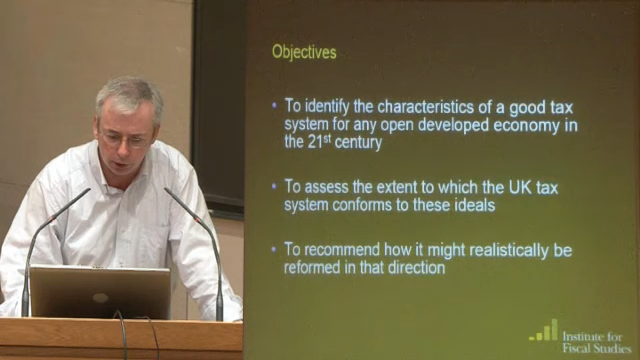 Objectives
• To identify the characteristics of a good tax
system for any open developed economy in
the 21st century
• To assess the extent to which the UK tax
system conforms to these ideals
• To recommend how it might realistically be
reformed in that direction
Institute for
Fiscal Studies